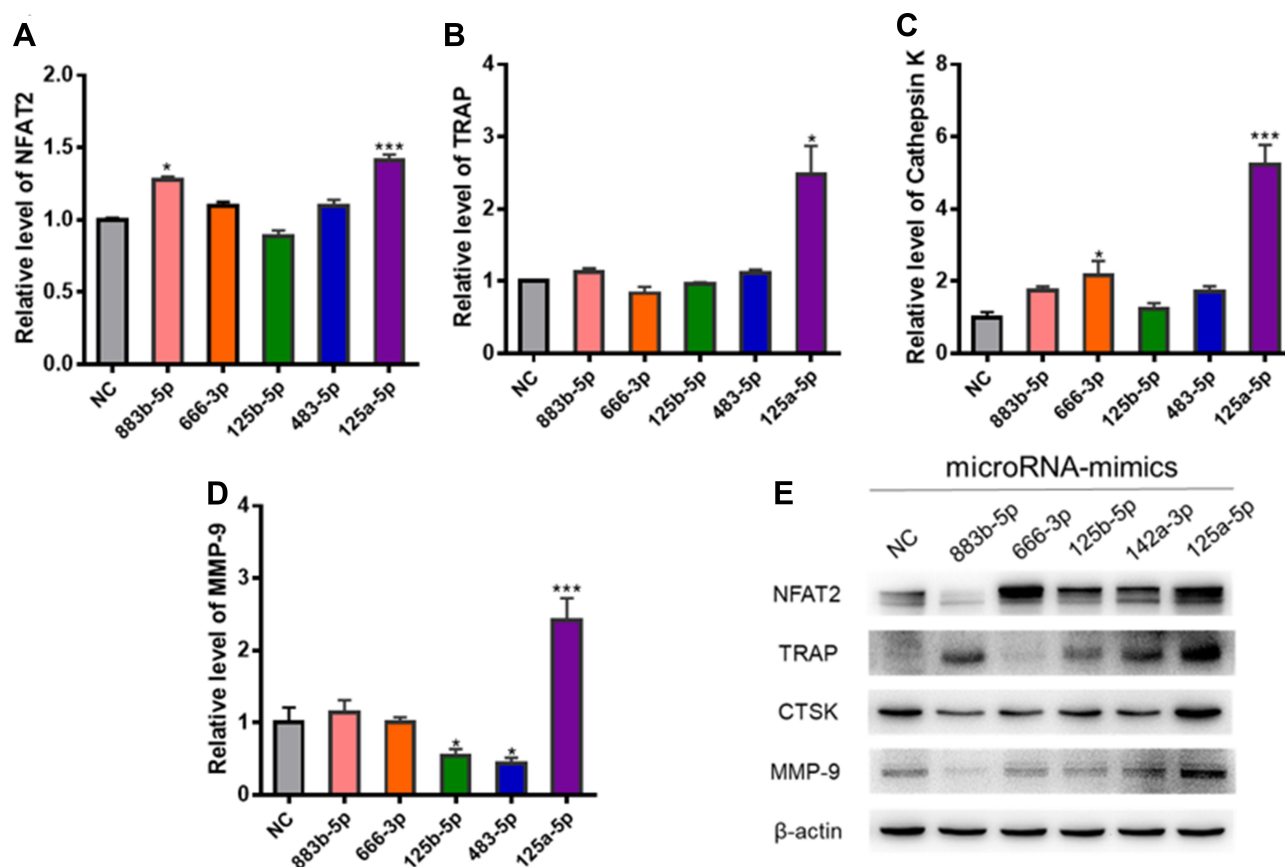 A
Relative level of NFAT2
2.0
1.5
1.0
0.5
0.0
*
***
NC
883b-5p
666-3p
125b-5p
483-5p
125a-5p
B
Relative level of TRAP
4
3
2
1
0
*
NC
883b-5p
666-3p
125b-5p
483-5p
125a-5p
C
Relative level of Cathepsin K
8
6
4
2
0
*
***
NC
883b-5p
666-3p
125b-5p
483-5p
125a-5p
D
Relative level of MMP-9
4
3
2
1
0
*
*
***
NC
883b-5p
666-3p
125b-5p
483-5p
125a-5p
E
microRNA-mimics
NC
883b-5p
666-3p
125b-5p
142a-3p
125a-5p
NFAT2
TRAP
CTSK
MMP-9
β-actin